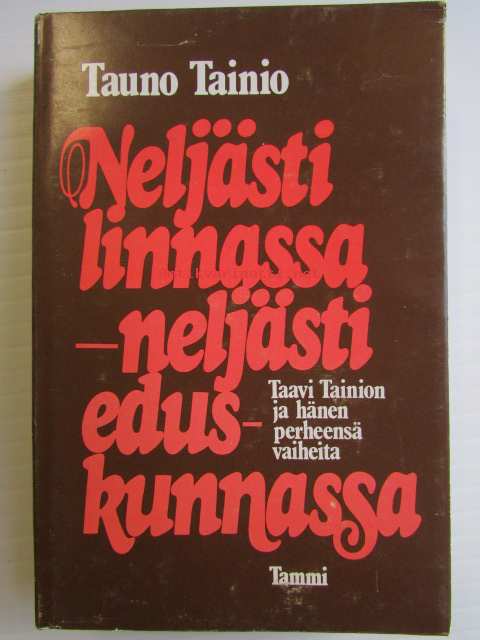 Tauno Tainio
Neljästi
linnassa
–neljästi
edus-
kunnassa
Taavi Tainion
ja hänen
perheensä
vaiheita
Tammi